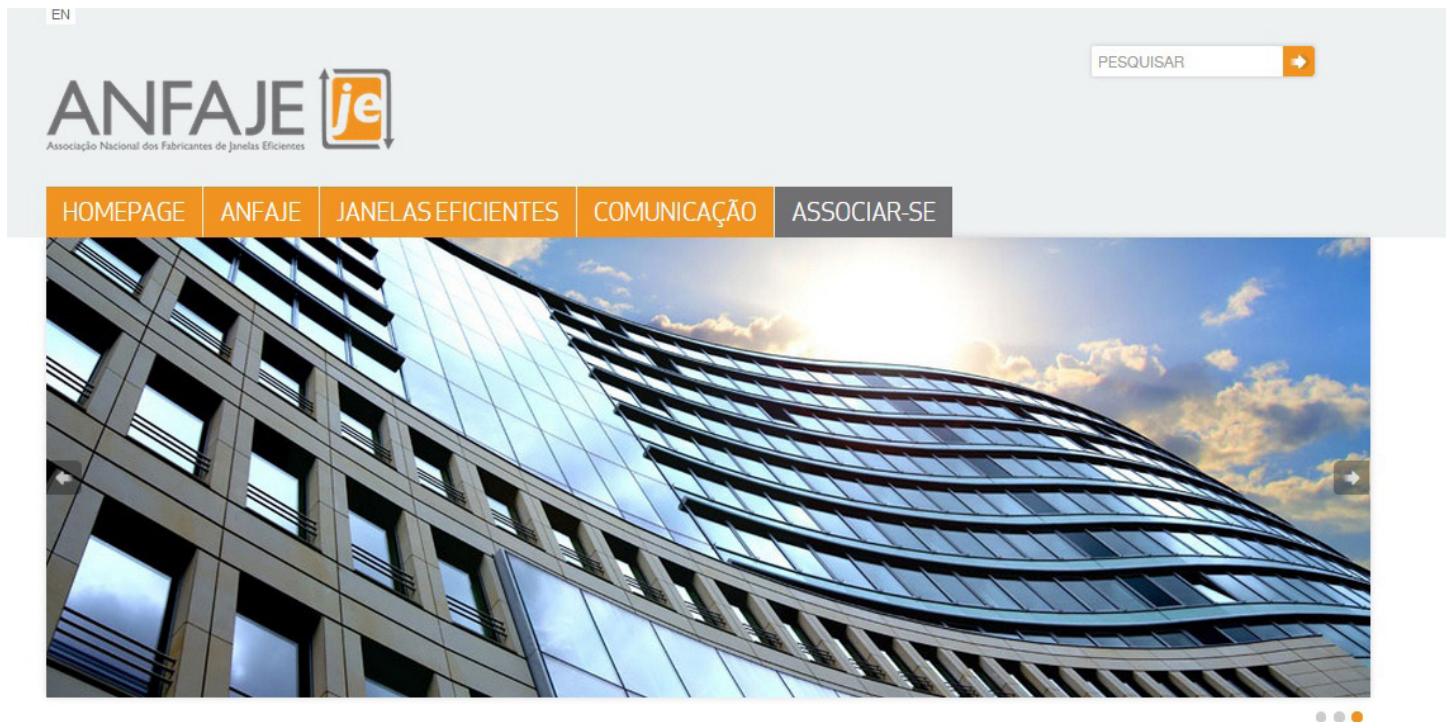 EN
PESQUISAR
ANFAJE je
Associação Nacional dos Fabricantes de Janelas Eficientes
HOMEPAGE ANFAJE JANELAS EFICIENTES COMUNICAÇÃO ASSOCIAR-SE